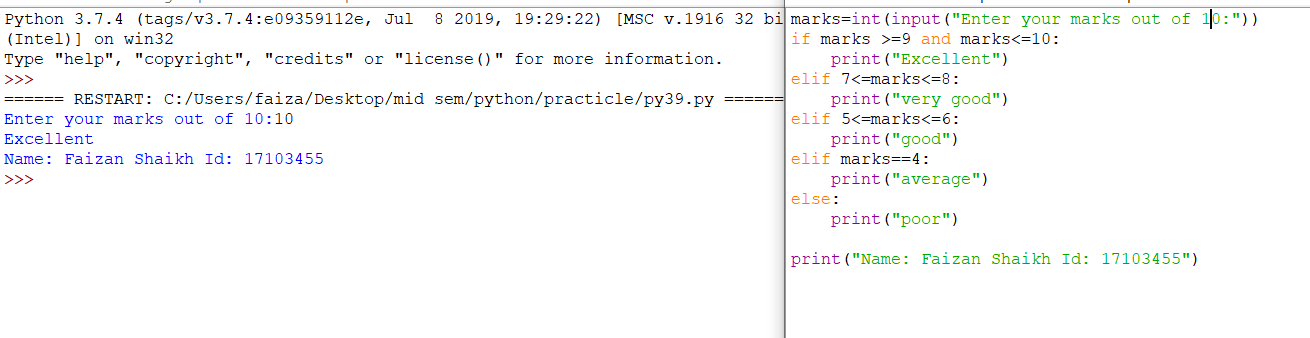 Python 3.7.4 (tags/v3.7.4:e09359112e, Jul  8 2019, 19:29:22) [MSC v.1916 32 bi
(Intel)] on win32
Type "help", "copyright", "credits" or "license()" for more information.
>>>
====== RESTART: C:/Users/faiza/Desktop/mid sem/python/practicle/py39.py ======
Enter your marks out of 10:10
Excellent
Name: Faizan Shaikh Id: 17103455
>>>
marks=int(input("Enter your marks out of 10:"))
if marks >=9 and marks<=10:
    print("Excellent")
elif 7<=marks<=8:
    print("very good")
elif 5<=marks<=6:
    print("good")
elif marks==4:
    print("average")
else:
    print("poor")
print("Name: Faizan Shaikh Id: 17103455")